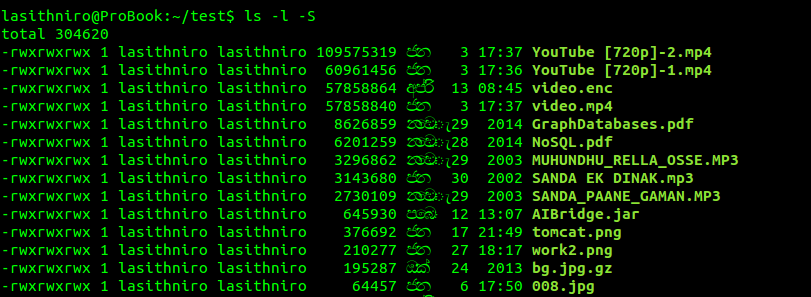 lasithniro@ProBook:~/test$ ls -l -S
total 304620
-rwxrwxrwx 1 lasithniro lasithniro 109575319 ජන 3 17:37 YouTube [720p]-2.mp4
-rwxrwxrwx 1 lasithniro lasithniro 60961456 ජන 3 17:36 YouTube [720p]-1.mp4
-rwxrwxrwx 1 lasithniro lasithniro 57858864 අප්‍රි 13 08:45 video.enc
-rwxrwxrwx 1 lasithniro lasithniro 57858840 ජන 3 17:37 video.mp4
-rwxrwxrwx 1 lasithniro lasithniro 8626859 නොවැ 29 2014 GraphDatabases.pdf
-rwxrwxrwx 1 lasithniro lasithniro 6201259 නොවැ 28 2014 NoSQL.pdf
-rwxrwxrwx 1 lasithniro lasithniro 3296862 නොවැ 29 2003 MUHUNDHU_RELLA_OSSE.MP3
-rwxrwxrwx 1 lasithniro lasithniro 3143680 ජන 30 2002 SANDA EK DINAK.mp3
-rwxrwxrwx 1 lasithniro lasithniro 2730109 නොවැ 29 2003 SANDA_PAANE_GAMAN.MP3
-rwxrwxrwx 1 lasithniro lasithniro 645930 පෙබ 12 13:07 AIBridge.jar
-rwxrwxrwx 1 lasithniro lasithniro 376692 ජන 17 21:49 tomcat.png
-rwxrwxrwx 1 lasithniro lasithniro 210277 ජන 27 18:17 work2.png
-rwxrwxrwx 1 lasithniro lasithniro 195287 ඔක් 24 2013 bg.jpg.gz
-rwxrwxrwx 1 lasithniro lasithniro 64457 ජන 6 17:50 008.jpg